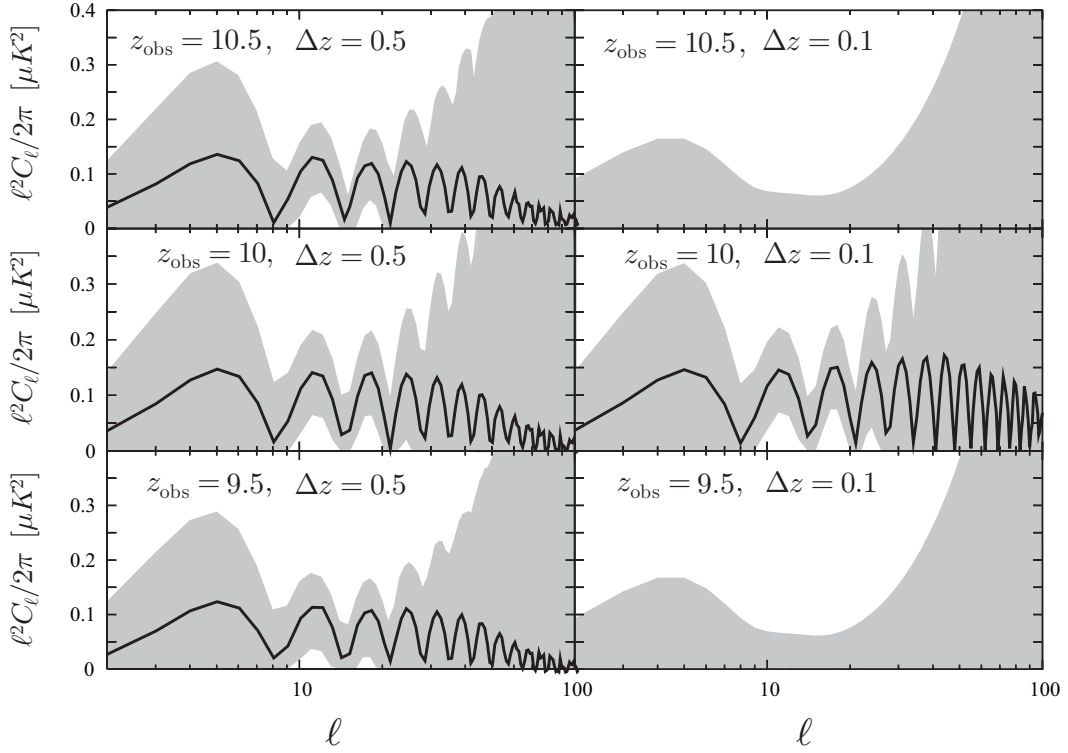 ℓ²C_ℓ/2π [μK²]
0.4
0.3
0.2
0.1
0
z_obs = 10.5, Δz = 0.5
z_obs = 10.5, Δz = 0.1
ℓ²C_ℓ/2π [μK²]
0.3
0.2
0.1
0
z_obs = 10, Δz = 0.5
z_obs = 10, Δz = 0.1
ℓ²C_ℓ/2π [μK²]
0.3
0.2
0.1
0
z_obs = 9.5, Δz = 0.5
z_obs = 9.5, Δz = 0.1
10 100 10 100
ℓ ℓ